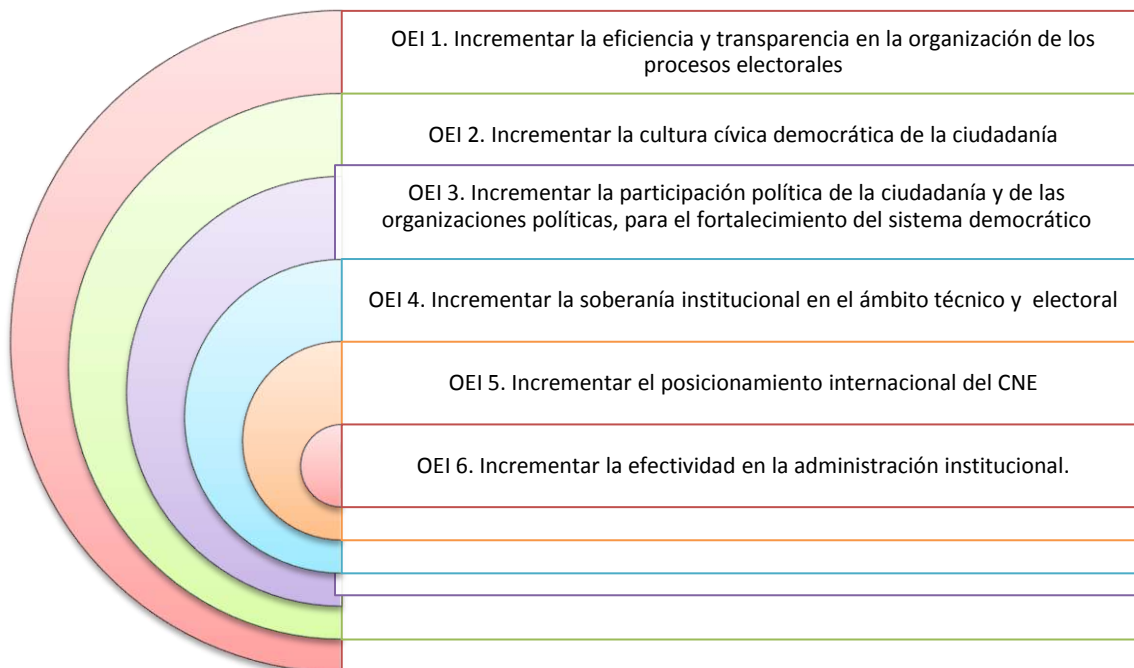 OEI 1. Incrementar la eficiencia y transparencia en la organización de los
procesos electorales
OEI 2. Incrementar la cultura cívica democrática de la ciudadanía
OEI 3. Incrementar la participación política de la ciudadanía y de las
organizaciones políticas, para el fortalecimiento del sistema democrático
OEI 4. Incrementar la soberanía institucional en el ámbito técnico y electoral
OEI 5. Incrementar el posicionamiento internacional del CNE
OEI 6. Incrementar la efectividad en la administración institucional.